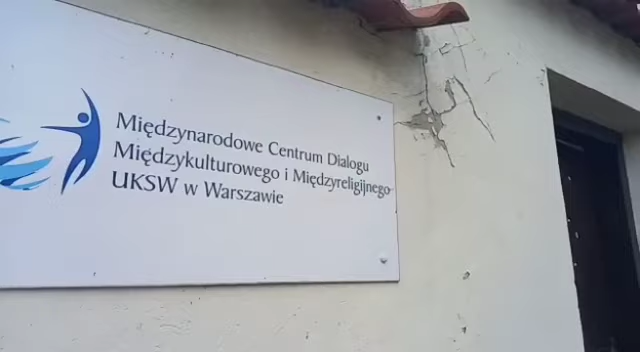 Międzynarodowe Centrum Dialogu
Międzykulturowego i Międzyreligijnego
UKSW w Warszawie